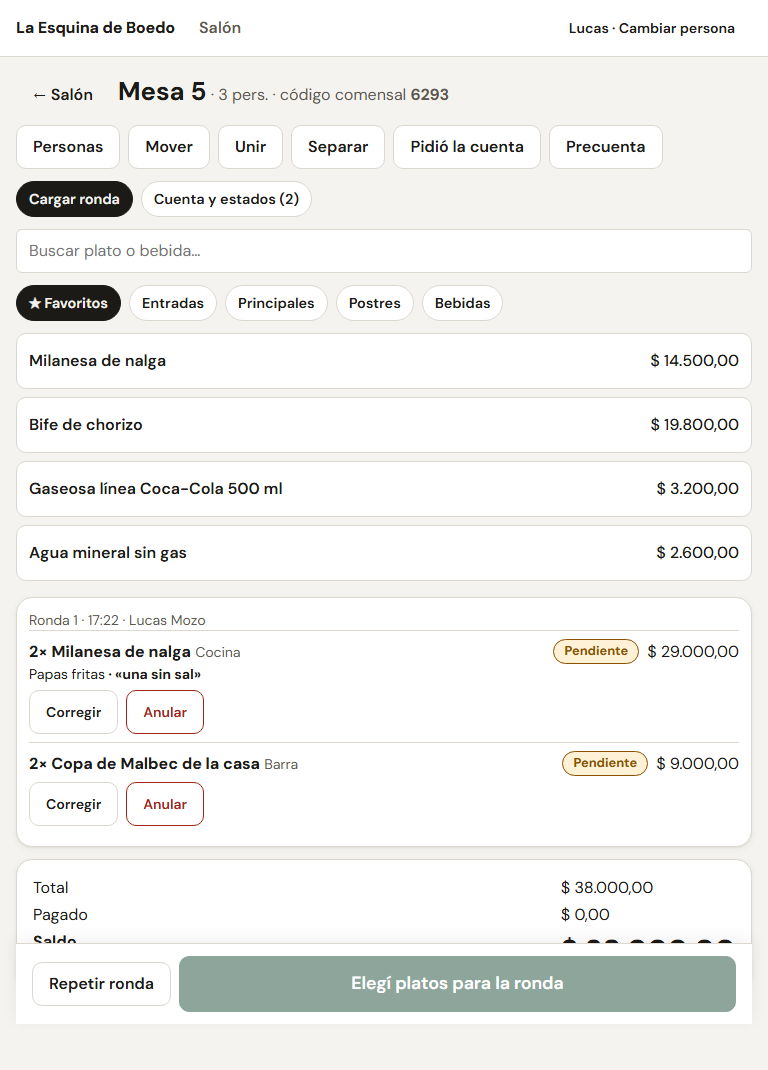 La Esquina de Boedo Salón Lucas · Cambiar persona
← Salón Mesa 5 · 3 pers. · código comensal 6293
Personas Mover Unir Separar Pidió la cuenta Precuenta
Cargar ronda Cuenta y estados (2)
Buscar plato o bebida...
★ Favoritos Entradas Principales Postres Bebidas
Milanesa de nalga $ 14.500,00
Bife de chorizo $ 19.800,00
Gaseosa línea Coca-Cola 500 ml $ 3.200,00
Agua mineral sin gas $ 2.600,00
Ronda 1 · 17:22 · Lucas Mozo
2× Milanesa de nalga Cocina Pendiente $ 29.000,00
Papas fritas · «una sin sal»
Corregir Anular
2× Copa de Malbec de la casa Barra Pendiente $ 9.000,00
Corregir Anular
Total $ 38.000,00
Pagado $ 0,00
Saldo
Repetir ronda Elegí platos para la ronda